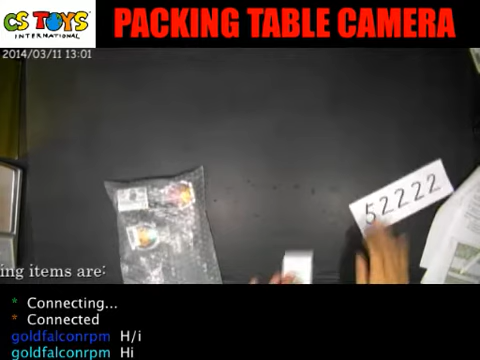 CS TOYS
INTERNATIONAL
PACKING TABLE CAMERA
2014/03/11 13:01
52222
ing items are:
* Connecting...
* Connected
goldfalconrpm H/i
goldfalconrpm Hi